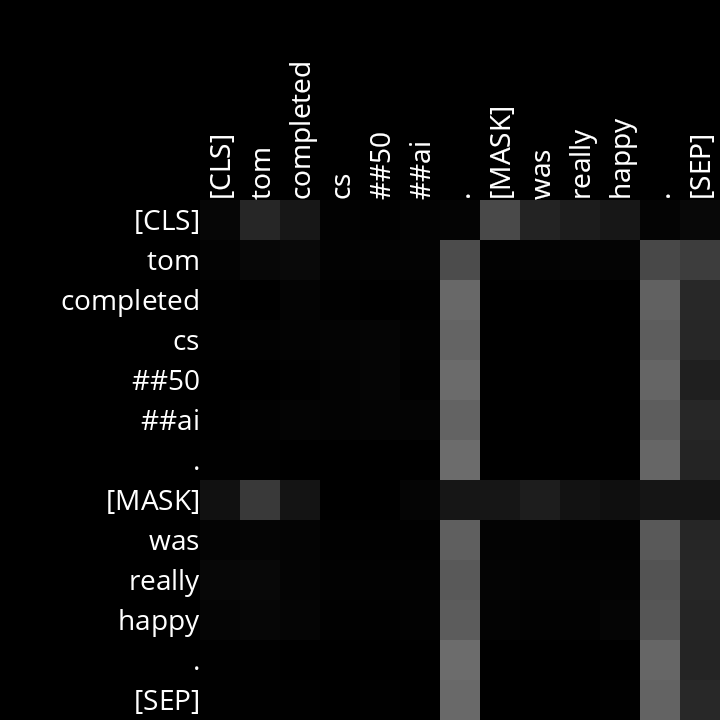 [CLS] tom completed cs ##50 ##ai . [MASK] was really happy . [SEP]
[CLS]
tom
completed
cs
##50
##ai
.
[MASK]
was
really
happy
.
[SEP]